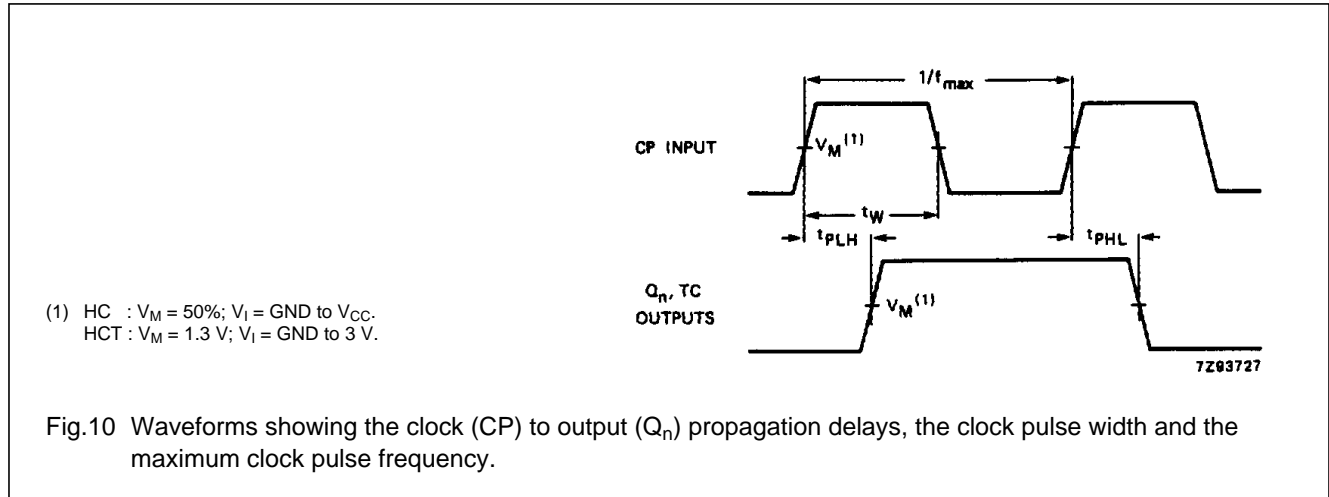 1/fmax
CP INPUT
VM(1)
tW
tPLH
tPHL
Qn, TC
OUTPUTS
VM(1)
7Z93727
(1) HC : VM = 50%; VI = GND to VCC.
HCT : VM = 1.3 V; VI = GND to 3 V.
Fig.10 Waveforms showing the clock (CP) to output (Qn) propagation delays, the clock pulse width and the
maximum clock pulse frequency.